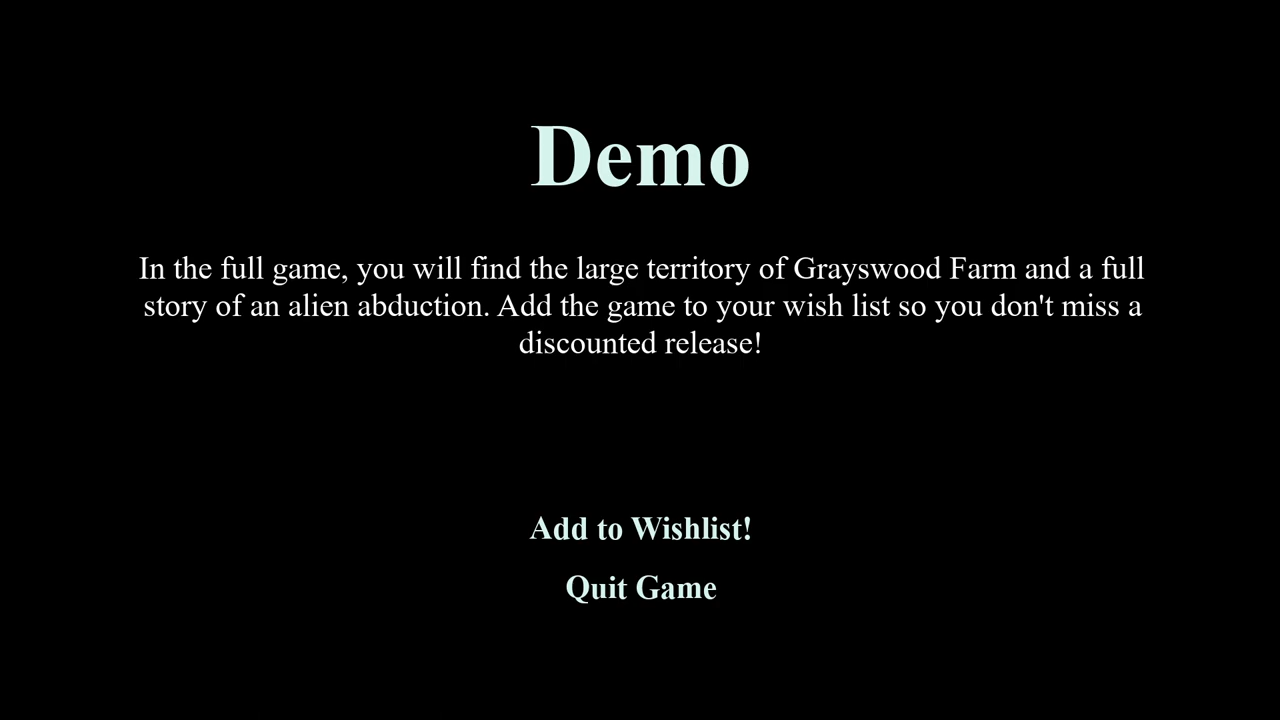 Demo
In the full game, you will find the large territory of Grayswood Farm and a full
story of an alien abduction. Add the game to your wish list so you don't miss a
discounted release!
Add to Wishlist!
Quit Game